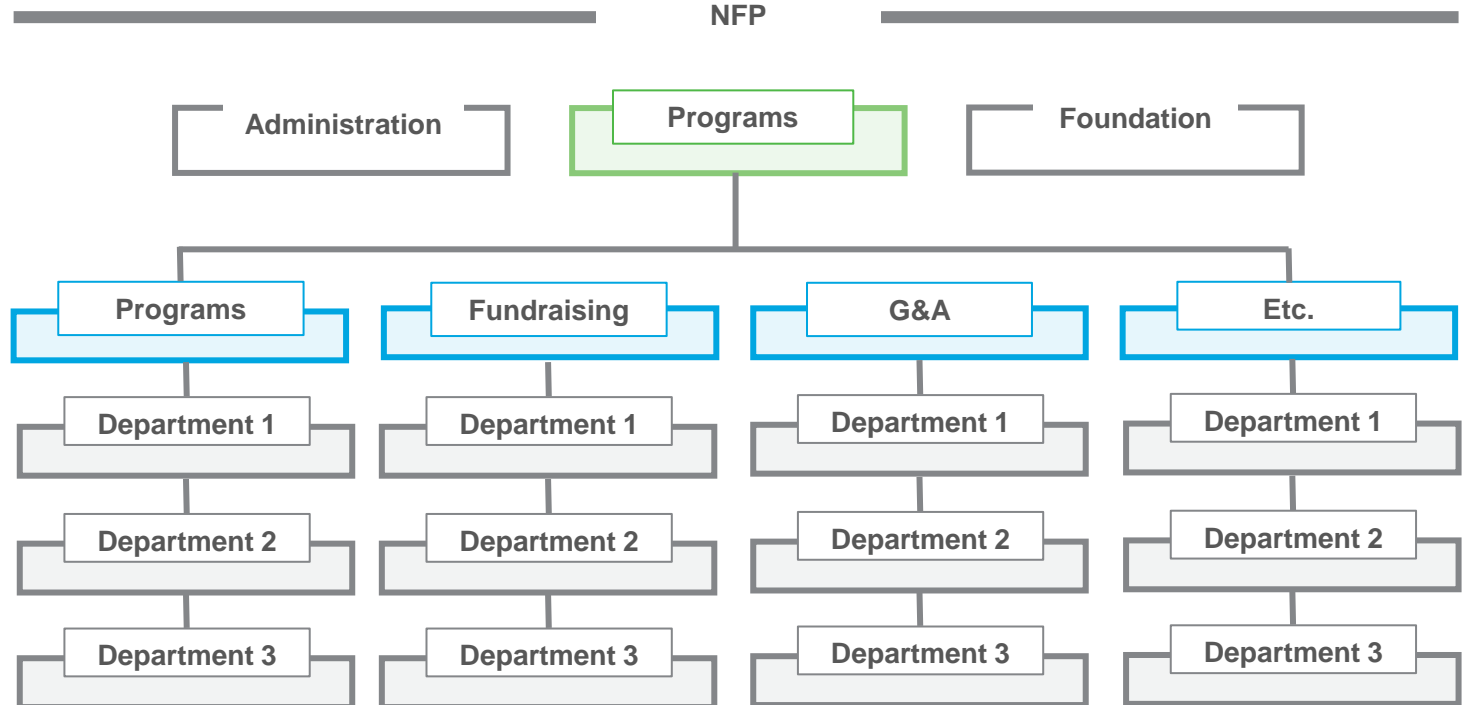 NFP
Administration
Programs
Foundation
Programs
Fundraising
G&A
Etc.
Department 1
Department 1
Department 1
Department 1
Department 2
Department 2
Department 2
Department 2
Department 3
Department 3
Department 3
Department 3